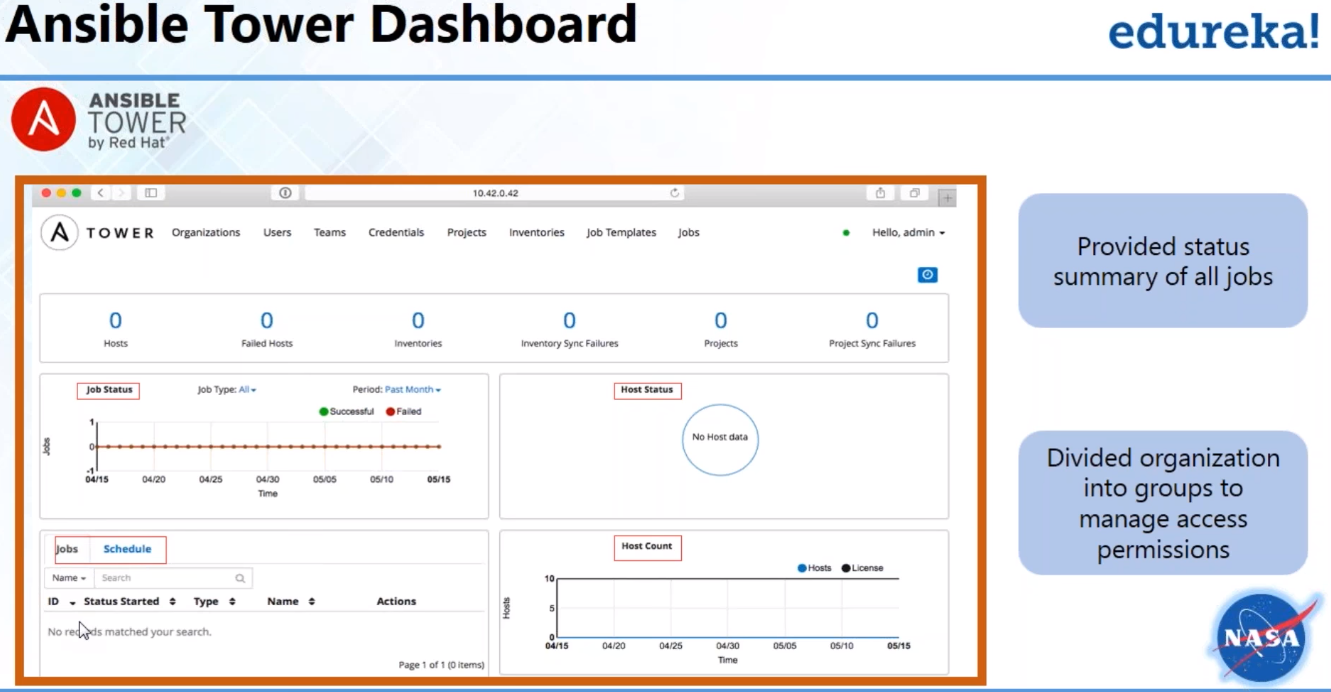 Ansible Tower Dashboard
edureka!
ANSIBLE
TOWER
by Red Hat®
10.42.0.42
TOWER Organizations Users Teams Credentials Projects Inventories Job Templates Jobs Hello, admin
0 0 0 0 0 0
Hosts Failed Hosts Inventories Inventory Sync Failures Projects Project Sync Failures
Job Status Job Type: All Period: Past Month
Successful Failed
1
0
-1
Jobs
04/15 04/20 04/25 04/30 05/05 05/10 05/15
Time
Host Status
No Host data
Jobs Schedule
Name Search
ID Status Started Type Name Actions
No records matched your search.
Page 1 of 1 (0 items)
Host Count
Hosts License
10
5
0
Hosts
04/15 04/20 04/25 04/30 05/05 05/10 05/15
Time
Provided status
summary of all jobs
Divided organization
into groups to
manage access
permissions
NASA